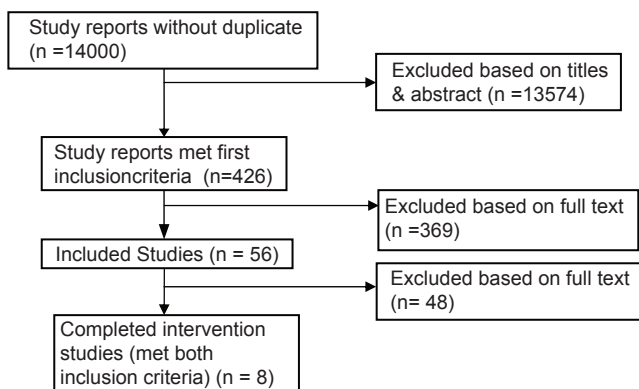 Study reports without duplicate
(n =14000)
Excluded based on titles
& abstract (n =13574)
Study reports met first
inclusioncriteria (n=426)
Excluded based on full text
(n =369)
Included Studies (n = 56)
Excluded based on full text
(n= 48)
Completed intervention
studies (met both
inclusion criteria) (n = 8)